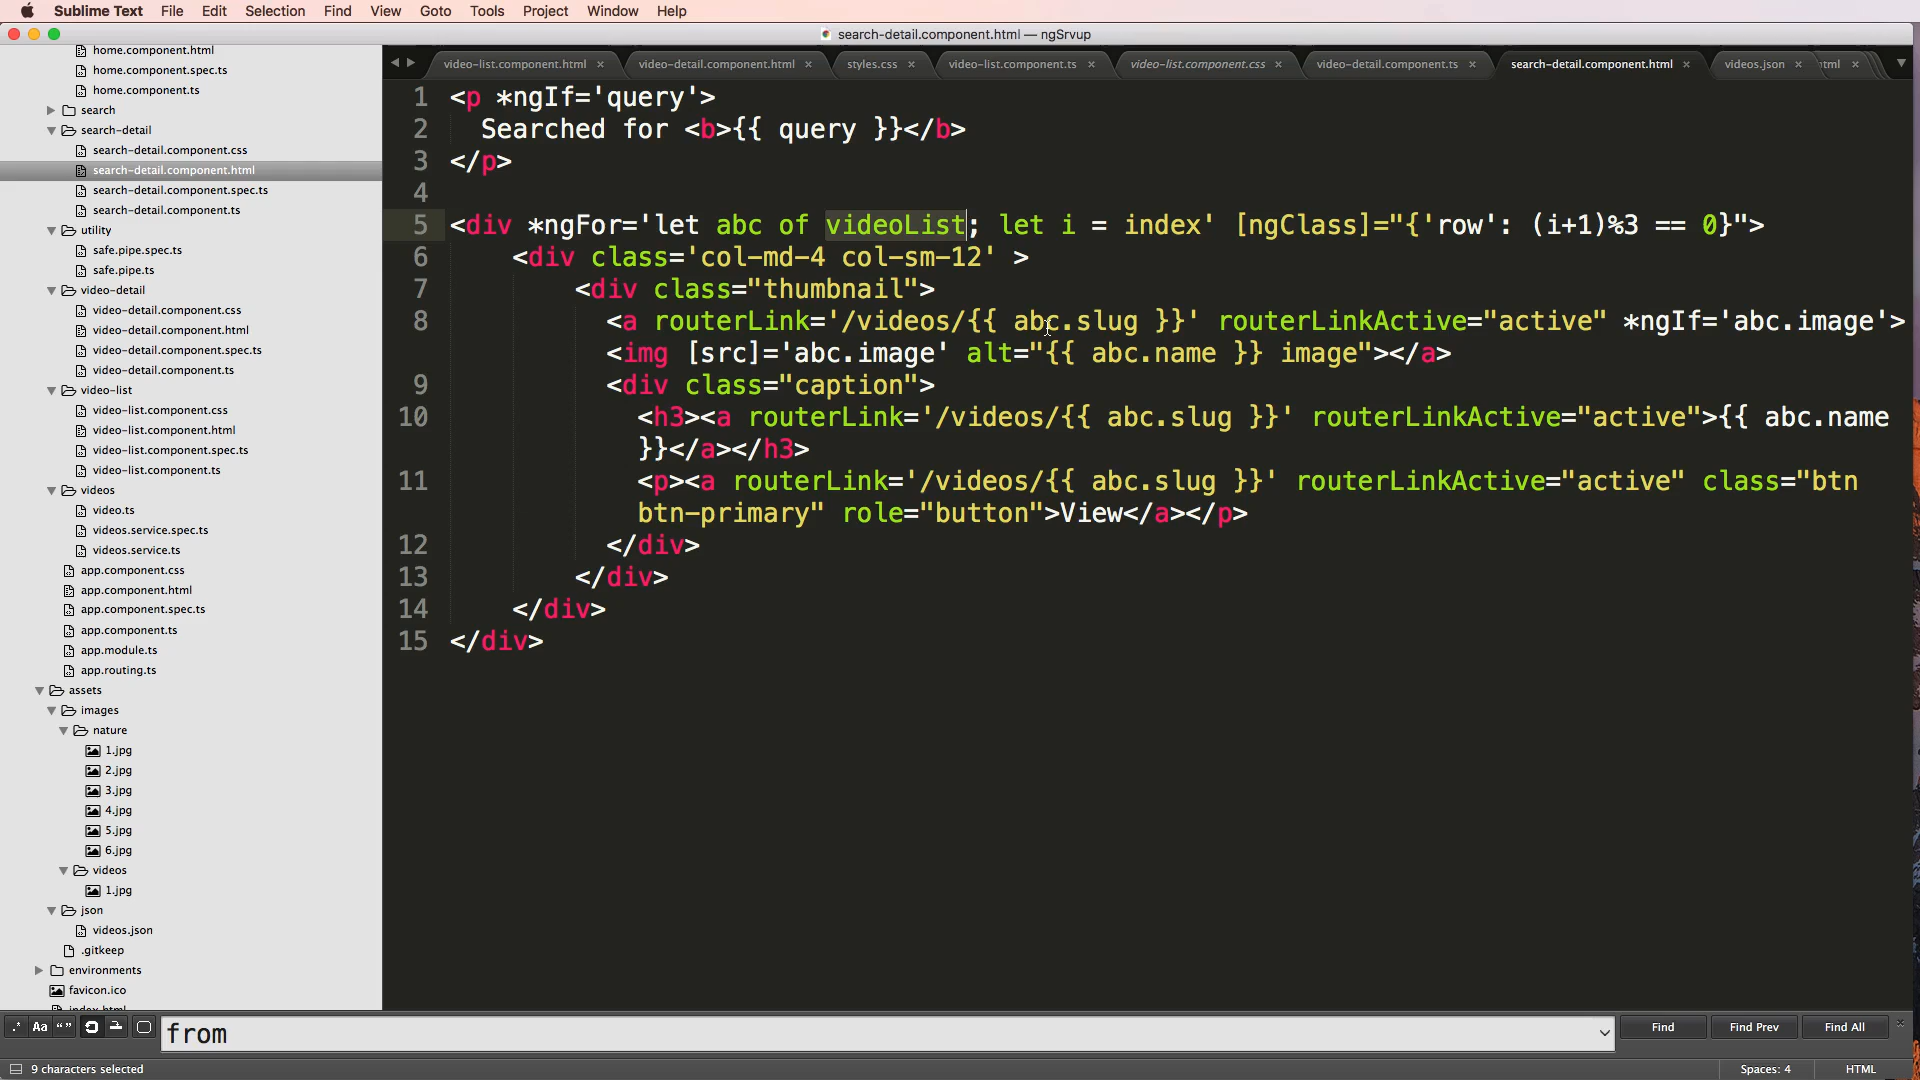 Sublime Text File Edit Selection Find View Goto Tools Project Window Help
search-detail.component.html — ngSrvup
home.component.html
home.component.spec.ts
home.component.ts
search
search-detail
search-detail.component.css
search-detail.component.html
search-detail.component.spec.ts
search-detail.component.ts
utility
safe.pipe.spec.ts
safe.pipe.ts
video-detail
video-detail.component.css
video-detail.component.html
video-detail.component.spec.ts
video-detail.component.ts
video-list
video-list.component.css
video-list.component.html
video-list.component.spec.ts
video-list.component.ts
videos
video.ts
videos.service.spec.ts
videos.service.ts
app.component.css
app.component.html
app.component.spec.ts
app.component.ts
app.module.ts
app.routing.ts
assets
images
nature
1.jpg
2.jpg
3.jpg
4.jpg
5.jpg
6.jpg
videos
1.jpg
json
videos.json
.gitkeep
environments
favicon.ico
index.html
video-list.component.html video-detail.component.html styles.css video-list.component.ts video-list.component.css video-detail.component.ts search-detail.component.html videos.json html
1 <p *ngIf='query'>
2 Searched for <b>{{ query }}</b>
3 </p>
4
5 <div *ngFor='let abc of videoList; let i = index' [ngClass]="{'row': (i+1)%3 == 0}">
6 <div class='col-md-4 col-sm-12' >
7 <div class="thumbnail">
8 <a routerLink='/videos/{{ abc.slug }}' routerLinkActive="active" *ngIf='abc.image'>
<img [src]='abc.image' alt="{{ abc.name }} image"></a>
9 <div class="caption">
10 <h3><a routerLink='/videos/{{ abc.slug }}' routerLinkActive="active">{{ abc.name
}}</a></h3>
11 <p><a routerLink='/videos/{{ abc.slug }}' routerLinkActive="active" class="btn
btn-primary" role="button">View</a></p>
12 </div>
13 </div>
14 </div>
15 </div>
.* Aa “” from Find Find Prev Find All
9 characters selected Spaces: 4 HTML